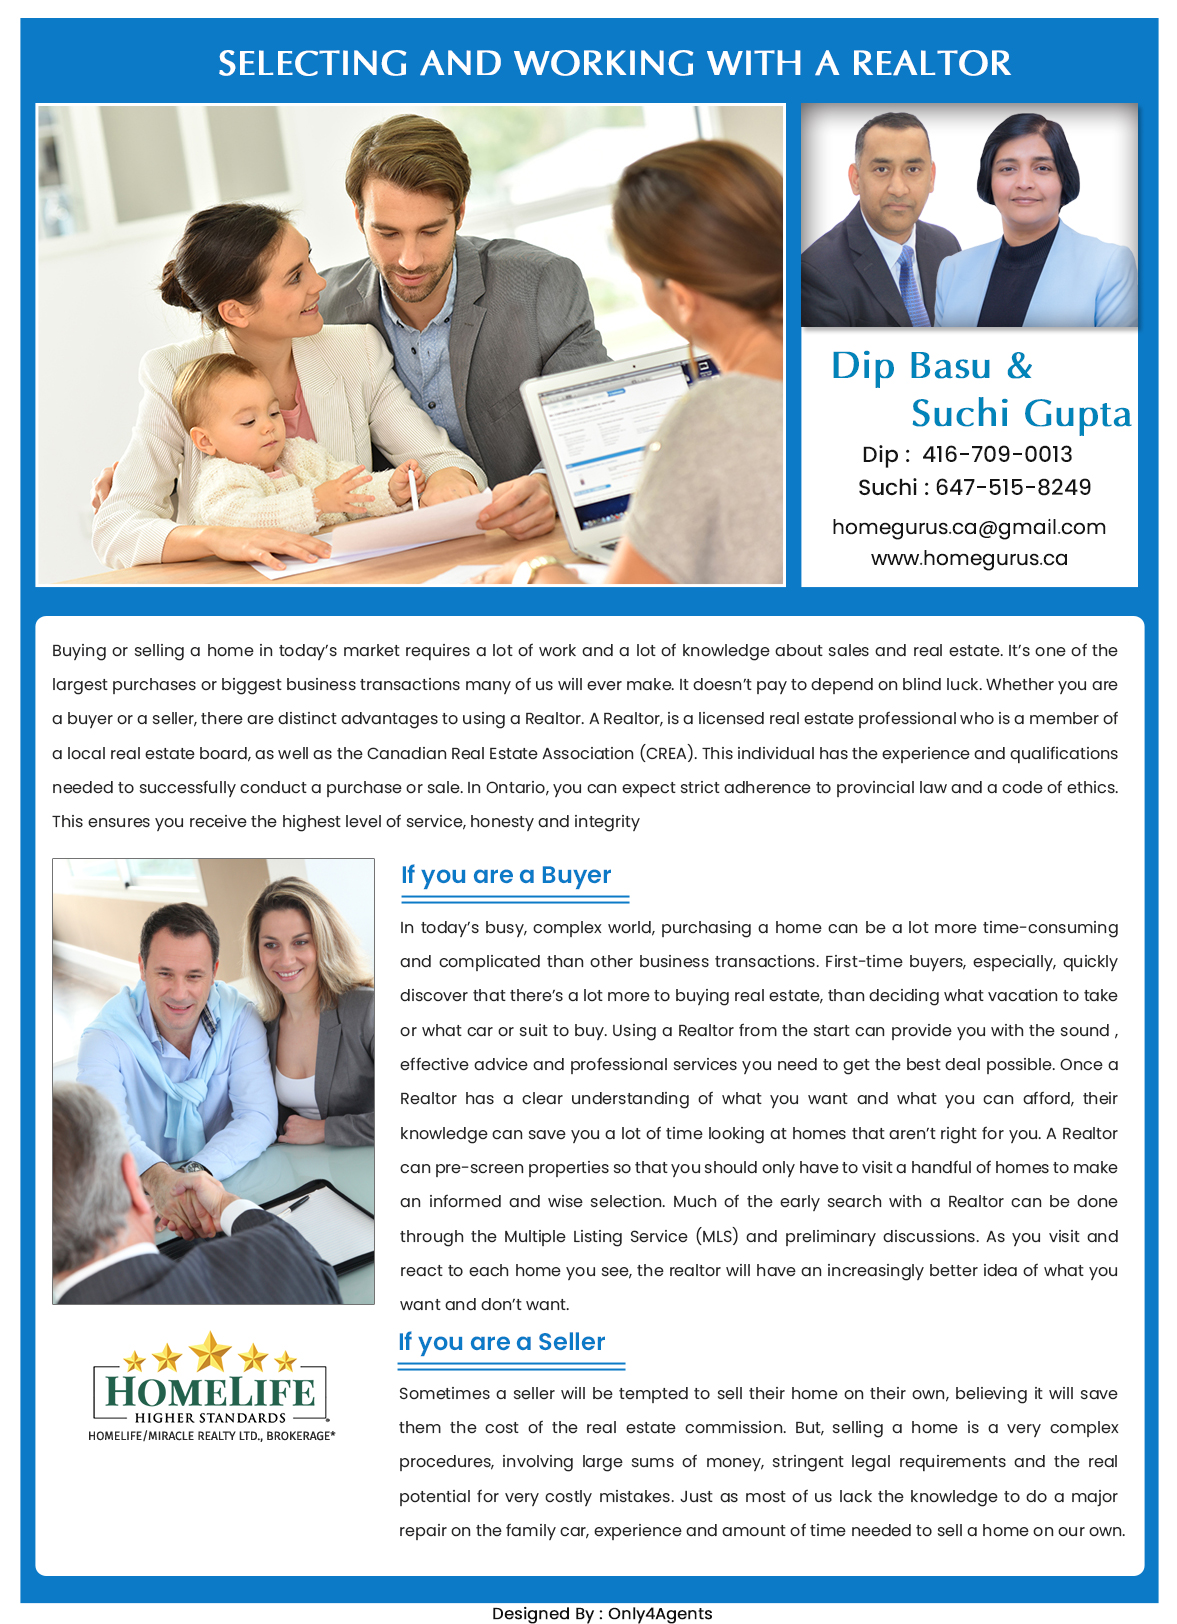 SELECTING AND WORKING WITH A REALTOR
Dip Basu &
Suchi Gupta
Dip : 416-709-0013
Suchi : 647-515-8249
homegurus.ca@gmail.com
www.homegurus.ca
Buying or selling a home in today’s market requires a lot of work and a lot of knowledge about sales and real estate. It’s one of the
largest purchases or biggest business transactions many of us will ever make. It doesn’t pay to depend on blind luck. Whether you are
a buyer or a seller, there are distinct advantages to using a Realtor. A Realtor, is a licensed real estate professional who is a member of
a local real estate board, as well as the Canadian Real Estate Association (CREA). This individual has the experience and qualifications
needed to successfully conduct a purchase or sale. In Ontario, you can expect strict adherence to provincial law and a code of ethics.
This ensures you receive the highest level of service, honesty and integrity
If you are a Buyer
In today’s busy, complex world, purchasing a home can be a lot more time-consuming
and complicated than other business transactions. First-time buyers, especially, quickly
discover that there’s a lot more to buying real estate, than deciding what vacation to take
or what car or suit to buy. Using a Realtor from the start can provide you with the sound ,
effective advice and professional services you need to get the best deal possible. Once a
Realtor has a clear understanding of what you want and what you can afford, their
knowledge can save you a lot of time looking at homes that aren’t right for you. A Realtor
can pre-screen properties so that you should only have to visit a handful of homes to make
an informed and wise selection. Much of the early search with a Realtor can be done
through the Multiple Listing Service (MLS) and preliminary discussions. As you visit and
react to each home you see, the realtor will have an increasingly better idea of what you
want and don’t want.
If you are a Seller
Sometimes a seller will be tempted to sell their home on their own, believing it will save
them the cost of the real estate commission. But, selling a home is a very complex
procedures, involving large sums of money, stringent legal requirements and the real
potential for very costly mistakes. Just as most of us lack the knowledge to do a major
repair on the family car, experience and amount of time needed to sell a home on our own.
HOMELIFE
HIGHER STANDARDS
HOMELIFE/MIRACLE REALTY LTD., BROKERAGE*
Designed By : Only4Agents